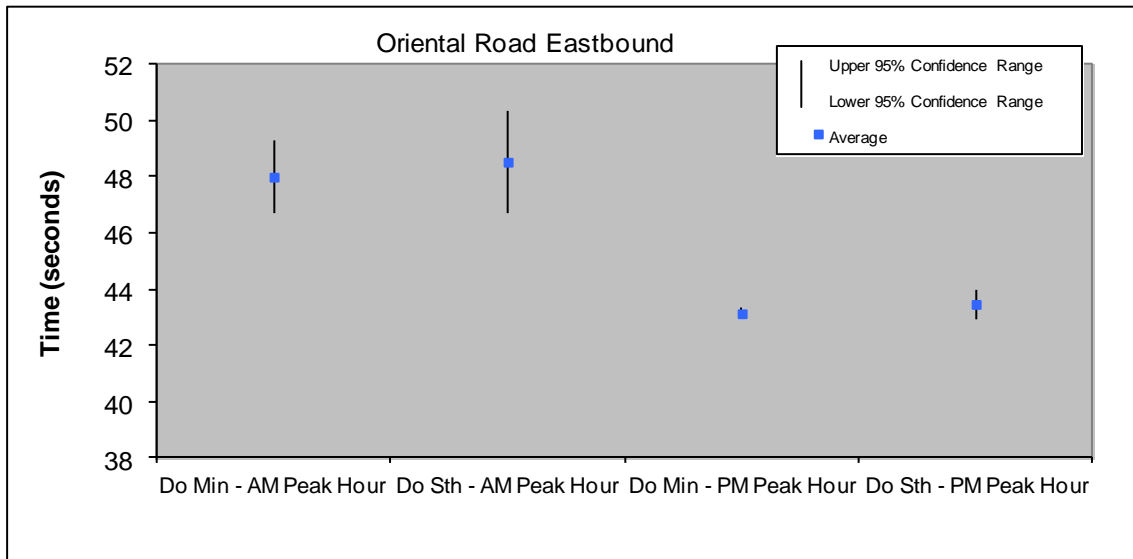 Oriental Road Eastbound
Upper 95% Confidence Range
Lower 95% Confidence Range
Average
Time (seconds)
52
50
48
46
44
42
40
38
Do Min - AM Peak Hour
Do Sth - AM Peak Hour
Do Min - PM Peak Hour
Do Sth - PM Peak Hour